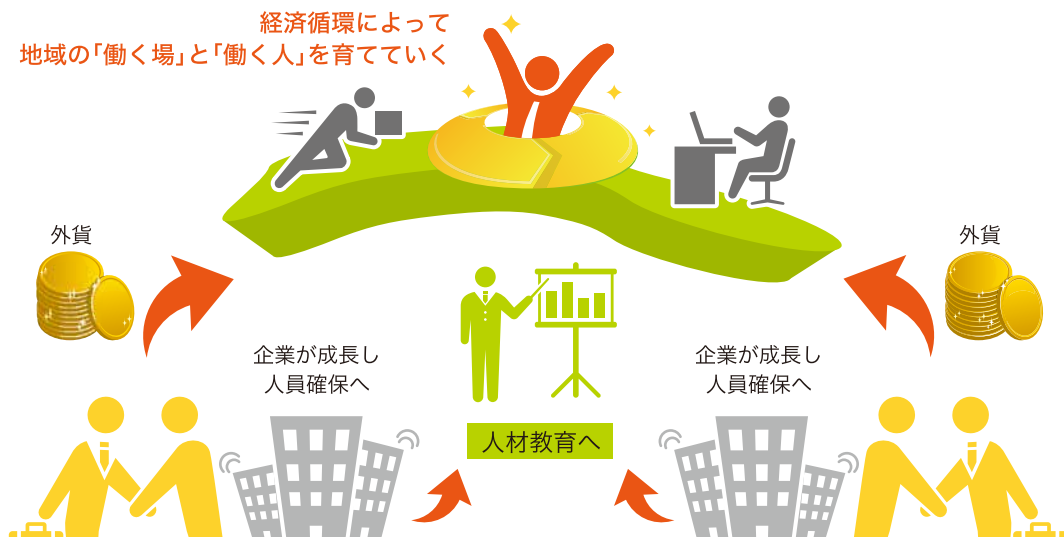 経済循環によって
地域の「働く場」と「働く人」を育てていく
外貨
外貨
企業が成長し
人員確保へ
企業が成長し
人員確保へ
人材教育へ